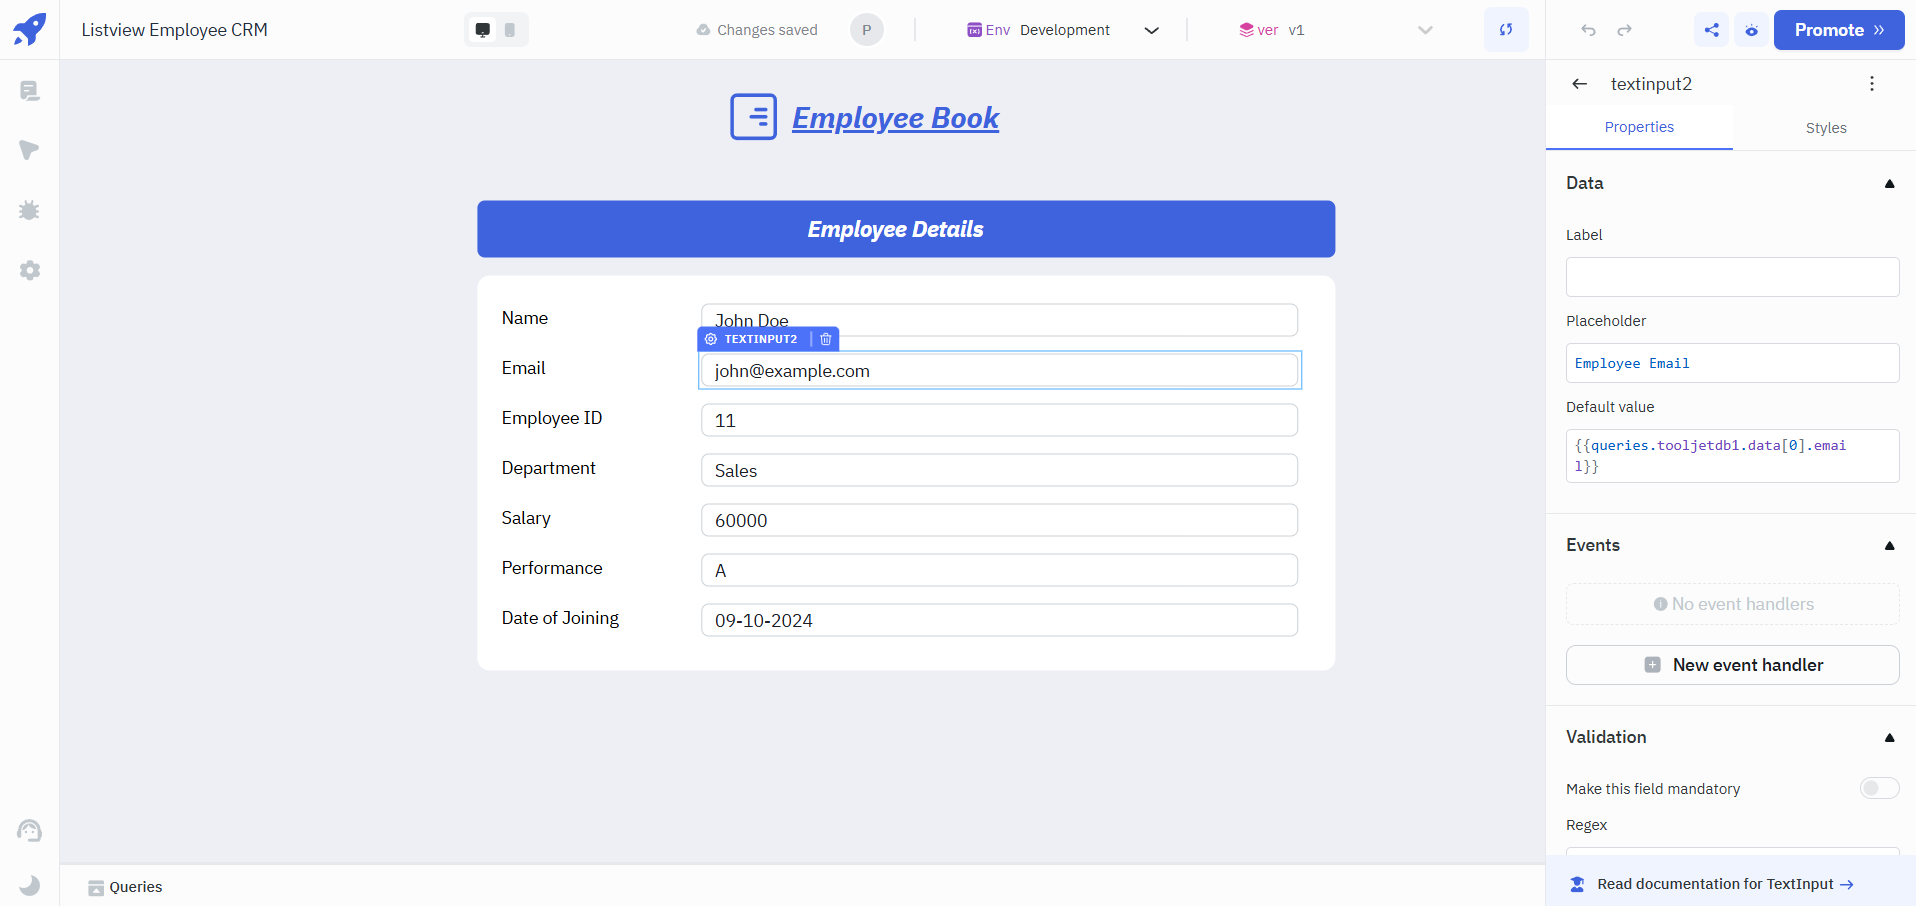 Listview Employee CRM
Changes saved
P
Env Development
ver v1
Promote
Employee Book
Employee Details
Name
John Doe
TEXTINPUT2
Email
john@example.com
Employee ID
11
Department
Sales
Salary
60000
Performance
A
Date of Joining
09-10-2024
Queries
textinput2
Properties
Styles
Data
Label
Placeholder
Employee Email
Default value
{{queries.tooljetdb1.data[0].emai
l}}
Events
No event handlers
New event handler
Validation
Make this field mandatory
Regex
Read documentation for TextInput